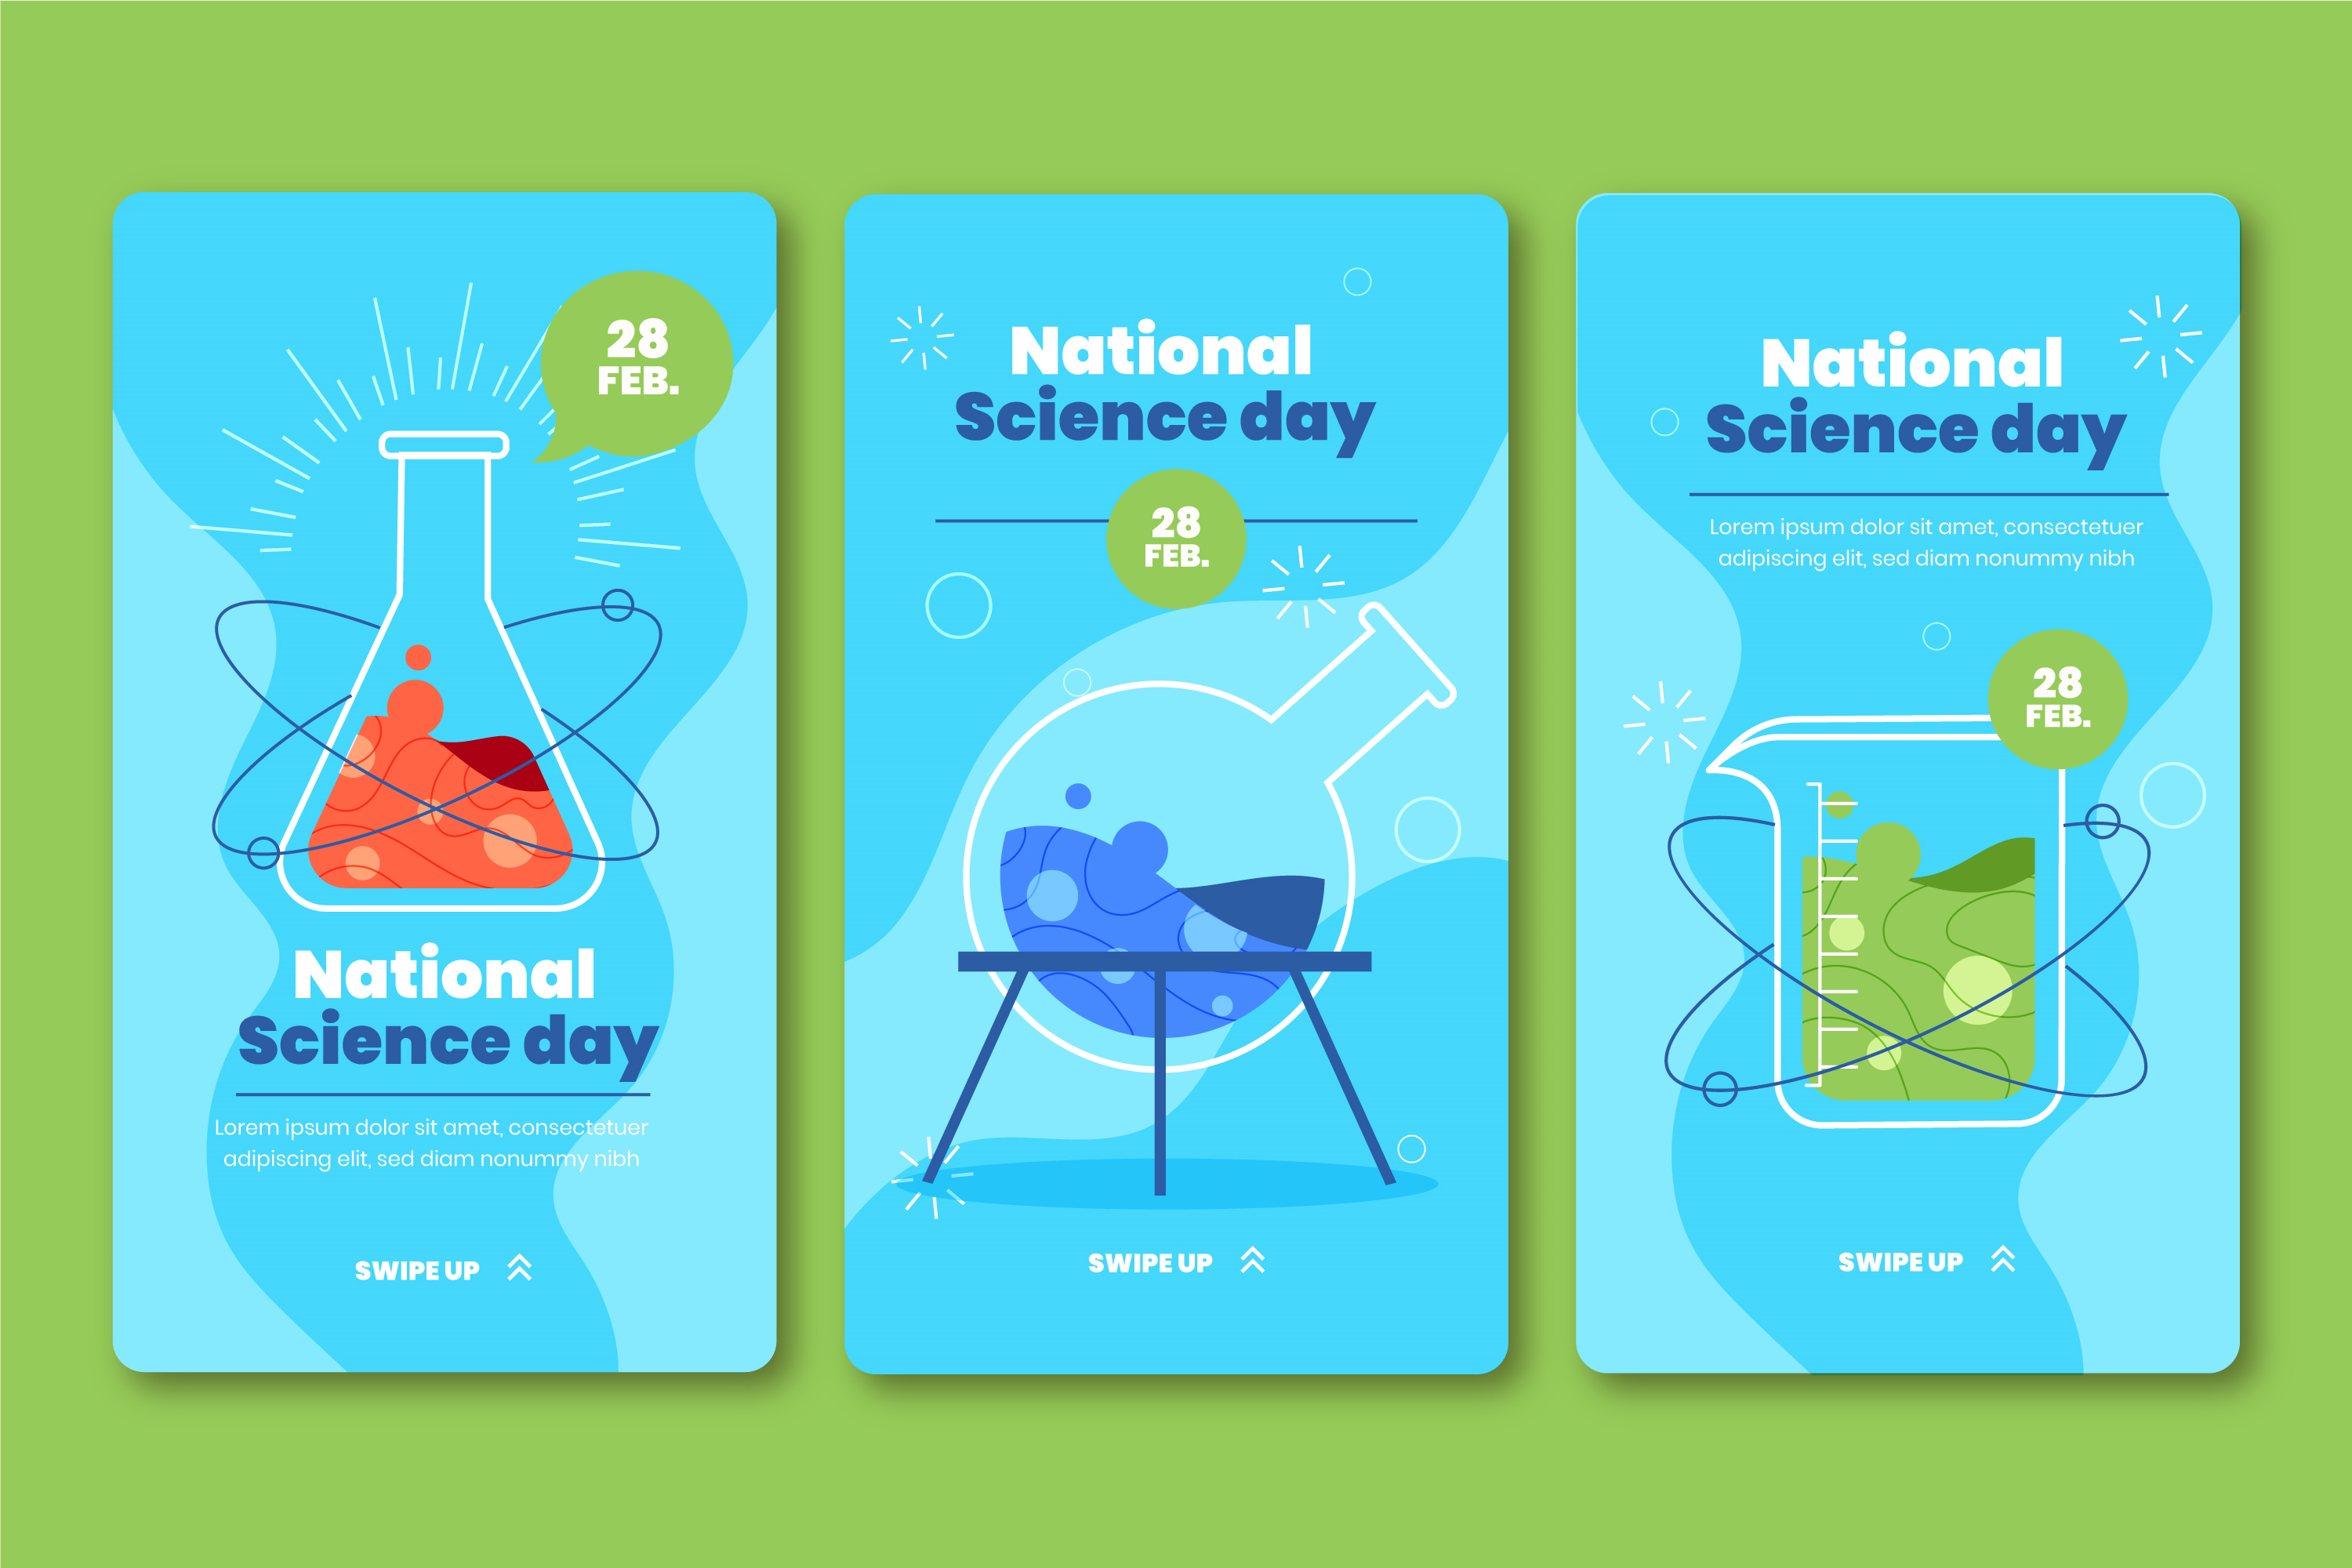 28
FEB.
National
Science day
Lorem ipsum dolor sit amet, consectetuer
adipiscing elit, sed diam nonummy nibh
SWIPE UP
National
Science day
28
FEB.
SWIPE UP
National
Science day
Lorem ipsum dolor sit amet, consectetuer
adipiscing elit, sed diam nonummy nibh
28
FEB.
SWIPE UP